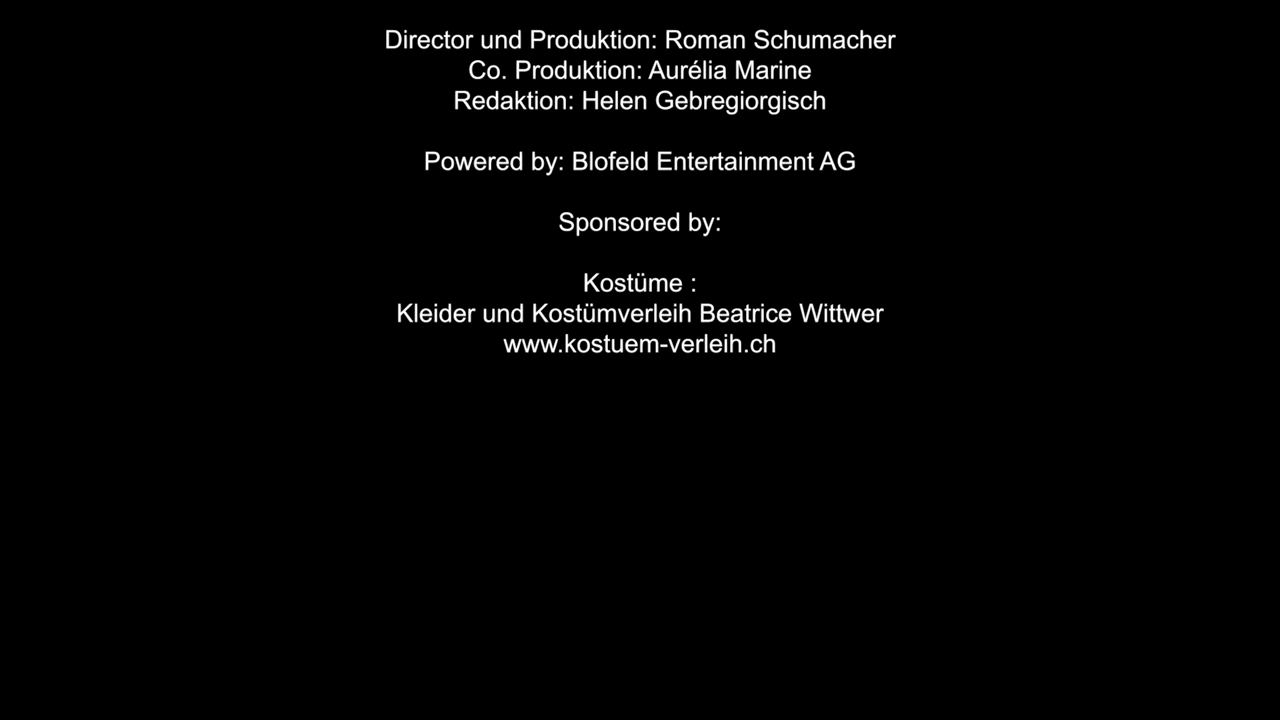 Director und Produktion: Roman Schumacher
Co. Produktion: Aurélia Marine
Redaktion: Helen Gebregiorgisch
Powered by: Blofeld Entertainment AG
Sponsored by:
Kostüme :
Kleider und Kostümverleih Beatrice Wittwer
www.kostuem-verleih.ch